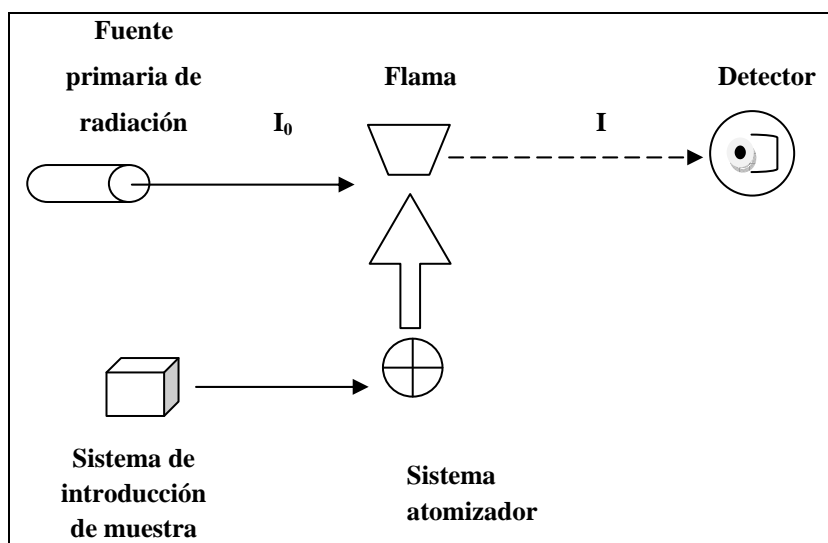 Fuente
primaria de
radiación
I₀
Flama
I
Detector
Sistema de
introducción
de muestra
Sistema
atomizador